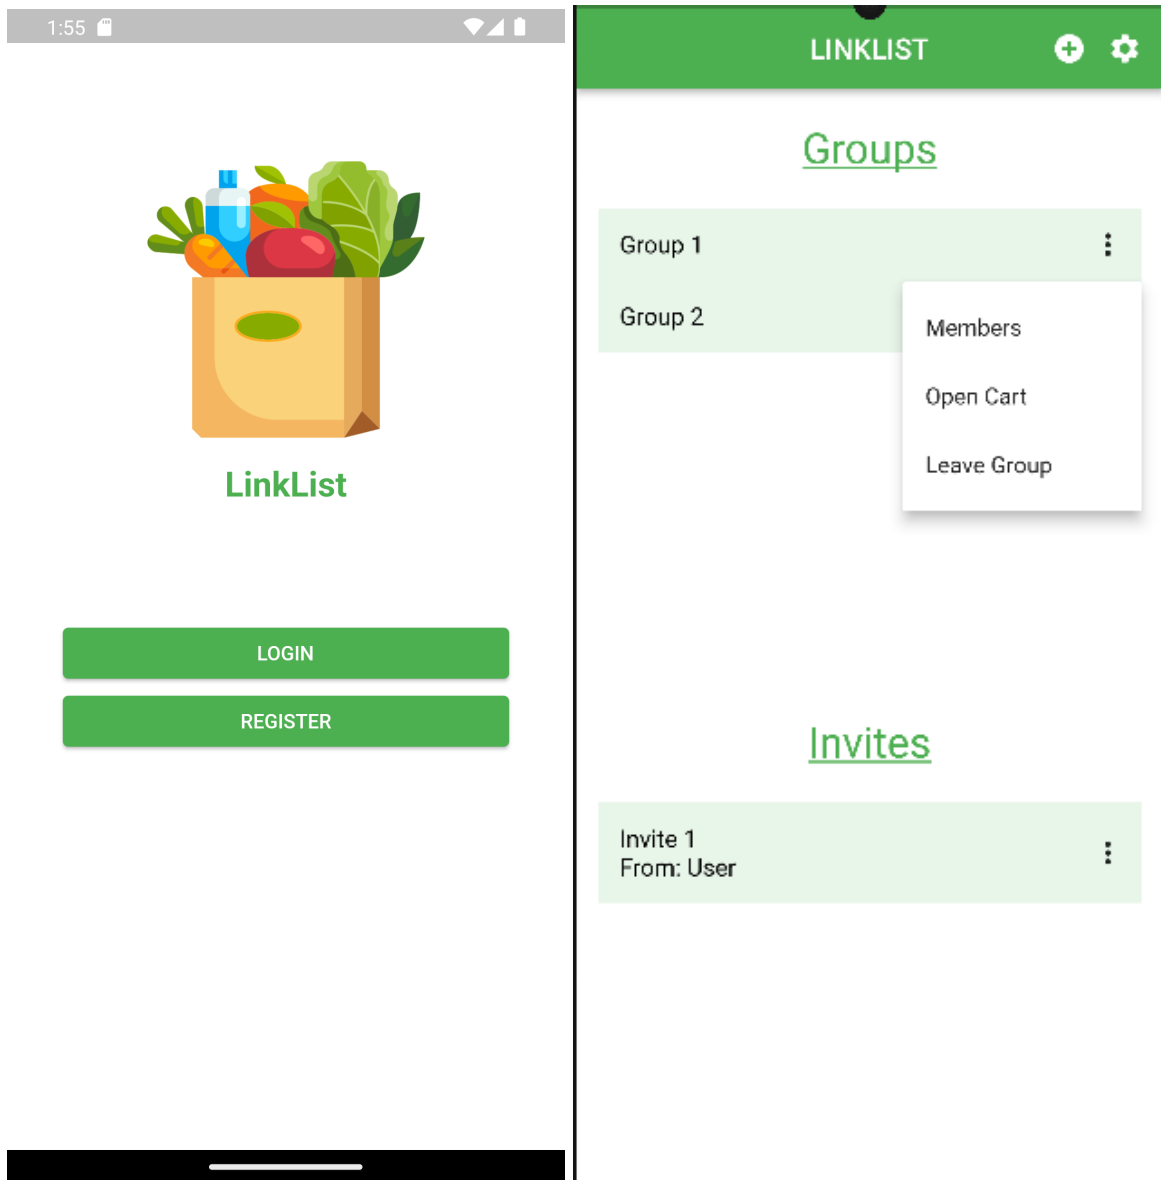 1:55
LinkList
LOGIN
REGISTER
LINKLIST
Groups
Group 1
Group 2
Members
Open Cart
Leave Group
Invites
Invite 1
From: User